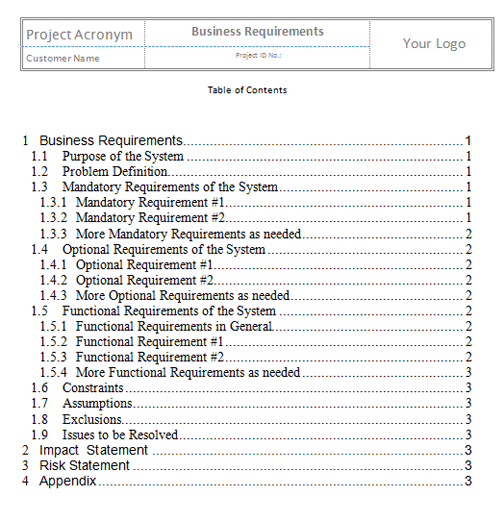 Project Acronym
Business Requirements
Your Logo
Customer Name
Project ID No.:
Table of Contents
1 Business Requirements 1
1.1 Purpose of the System 1
1.2 Problem Definition 1
1.3 Mandatory Requirements of the System 1
1.3.1 Mandatory Requirement #1 1
1.3.2 Mandatory Requirement #2 1
1.3.3 More Mandatory Requirements as needed 2
1.4 Optional Requirements of the System 2
1.4.1 Optional Requirement #1 2
1.4.2 Optional Requirement #2 2
1.4.3 More Optional Requirements as needed 2
1.5 Functional Requirements of the System 2
1.5.1 Functional Requirements in General 2
1.5.2 Functional Requirement #1 2
1.5.3 Functional Requirement #2 2
1.5.4 More Functional Requirements as needed 3
1.6 Constraints 3
1.7 Assumptions 3
1.8 Exclusions 3
1.9 Issues to be Resolved 3
2 Impact Statement 3
3 Risk Statement 3
4 Appendix 3